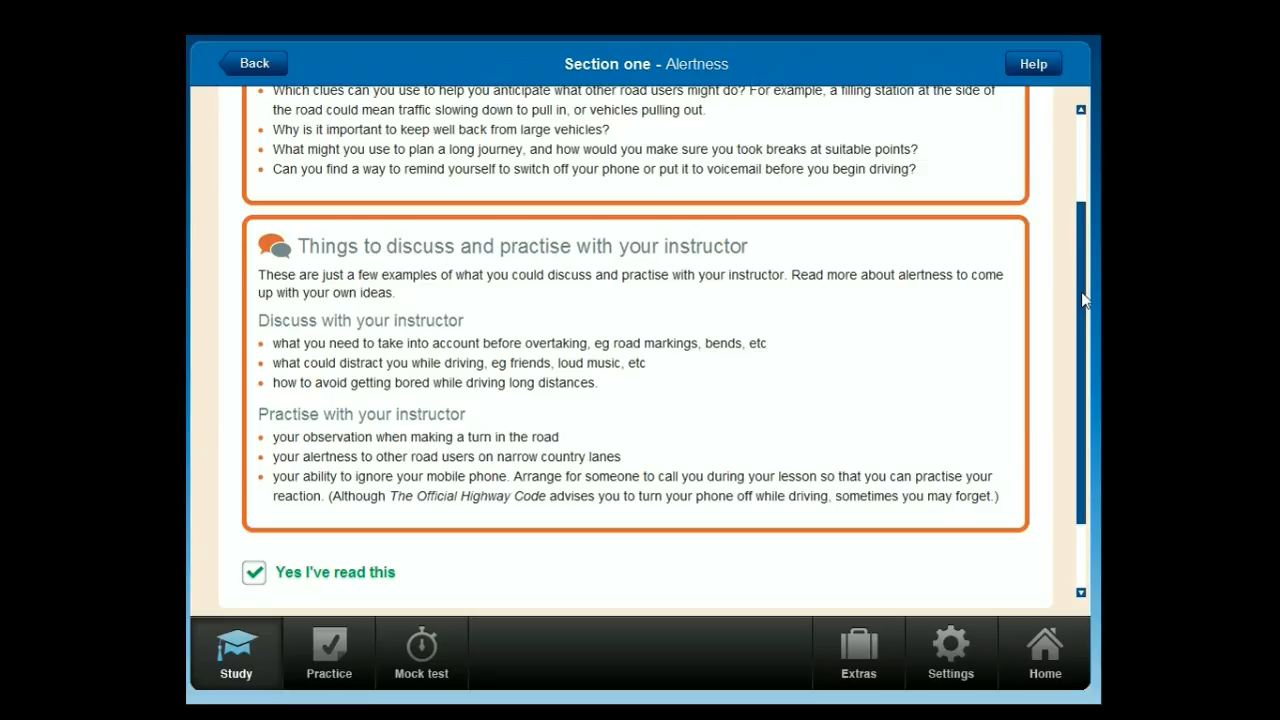 Back
Section one - Alertness
Help
Which clues can you use to help you anticipate what other road users might do? For example, a filling station at the side of
the road could mean traffic slowing down to pull in, or vehicles pulling out.
Why is it important to keep well back from large vehicles?
What might you use to plan a long journey, and how would you make sure you took breaks at suitable points?
Can you find a way to remind yourself to switch off your phone or put it to voicemail before you begin driving?
Things to discuss and practise with your instructor
These are just a few examples of what you could discuss and practise with your instructor. Read more about alertness to come
up with your own ideas.
Discuss with your instructor
what you need to take into account before overtaking, eg road markings, bends, etc
what could distract you while driving, eg friends, loud music, etc
how to avoid getting bored while driving long distances.
Practise with your instructor
your observation when making a turn in the road
your alertness to other road users on narrow country lanes
your ability to ignore your mobile phone. Arrange for someone to call you during your lesson so that you can practise your
reaction. (Although The Official Highway Code advises you to turn your phone off while driving, sometimes you may forget.)
Yes I've read this
Study
Practice
Mock test
Extras
Settings
Home